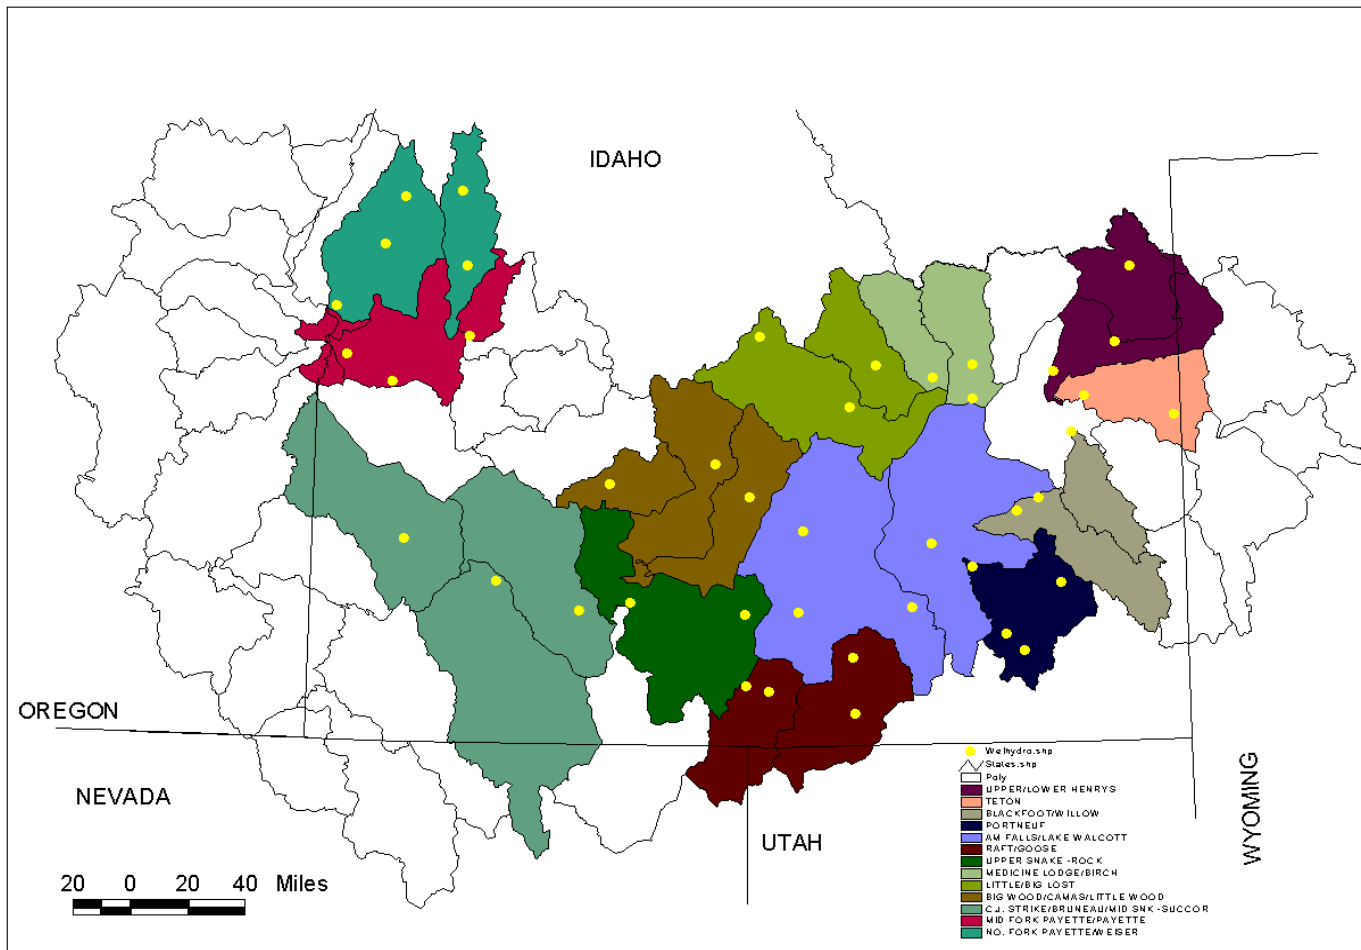 IDAHO
OREGON
NEVADA
UTAH
WYOMING
20 0 20 40 Miles
Welhydra.shp
States.shp
Poly
UPPER/LOWER HENRYS
TETON
BLACKFOOT/WILLOW
PORTNEUF
AM FALLS/LAKE WALCOTT
RAFT/GOOSE
UPPER SNAKE-ROCK
MEDICINE LODGE/BIRCH
LITTLE/BIG LOST
BIG WOOD/CAMAS/LITTLE WOOD
C.J. STRIKE/BRUNEAU/MID SNK-SUCCOR
MID FORK PAYETTE/PAYETTE
NO. FORK PAYETTE/WEISER